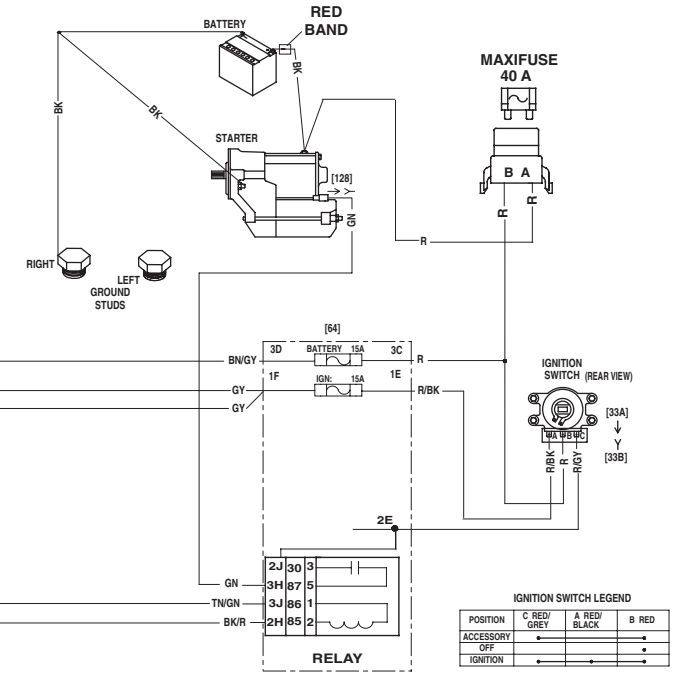 RED
BAND
BATTERY
MAXIFUSE
40 A
BK
BK
BK
STARTER
[128]
GN
B A
R
R
R
RIGHT
LEFT
GROUND
STUDS
[64]
3D BATTERY 15A 3C
BN/GY
R
1F IGN: 15A 1E
GY
R/BK
GY
IGNITION
SWITCH (REAR VIEW)
[33A]
[33B]
A B C
R/BK
R
R/GY
2E
2J 30 3
GN 3H 87 5
TN/GN 3J 86 1
BK/R 2H 85 2
RELAY
IGNITION SWITCH LEGEND
POSITION C RED/ GREY A RED/ BLACK B RED
ACCESSORY
OFF
IGNITION